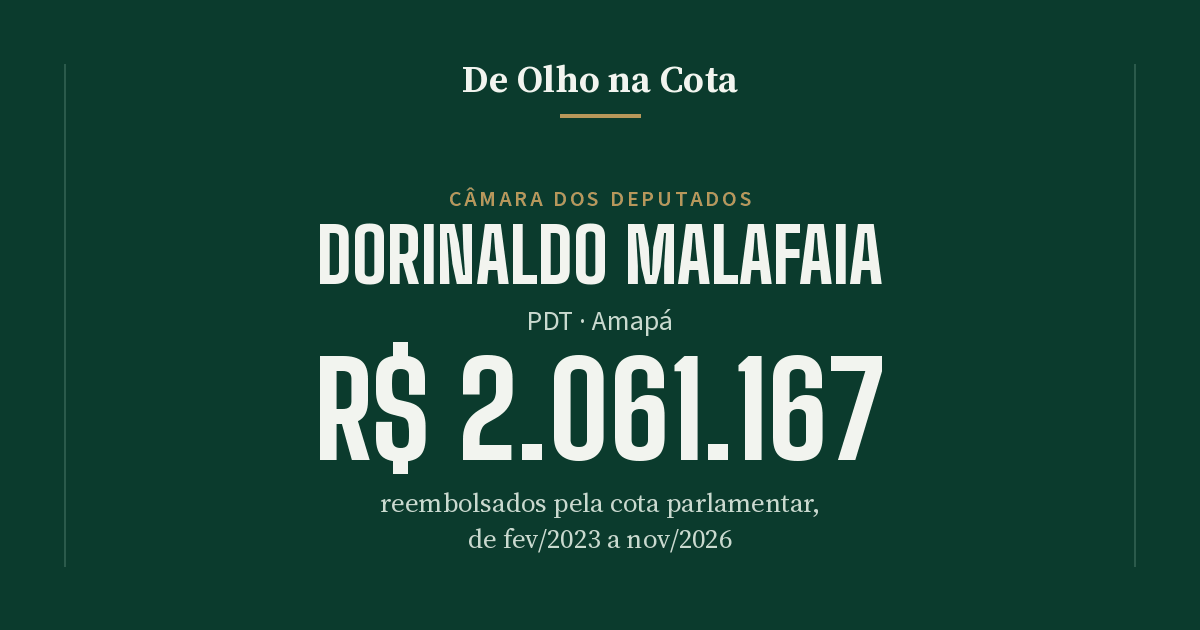 De Olho na Cota
CÂMARA DOS DEPUTADOS
DORINALDO MALAFAIA
PDT · Amapá
R$ 2.061.167
reembolsados pela cota parlamentar,
de fev/2023 a nov/2026